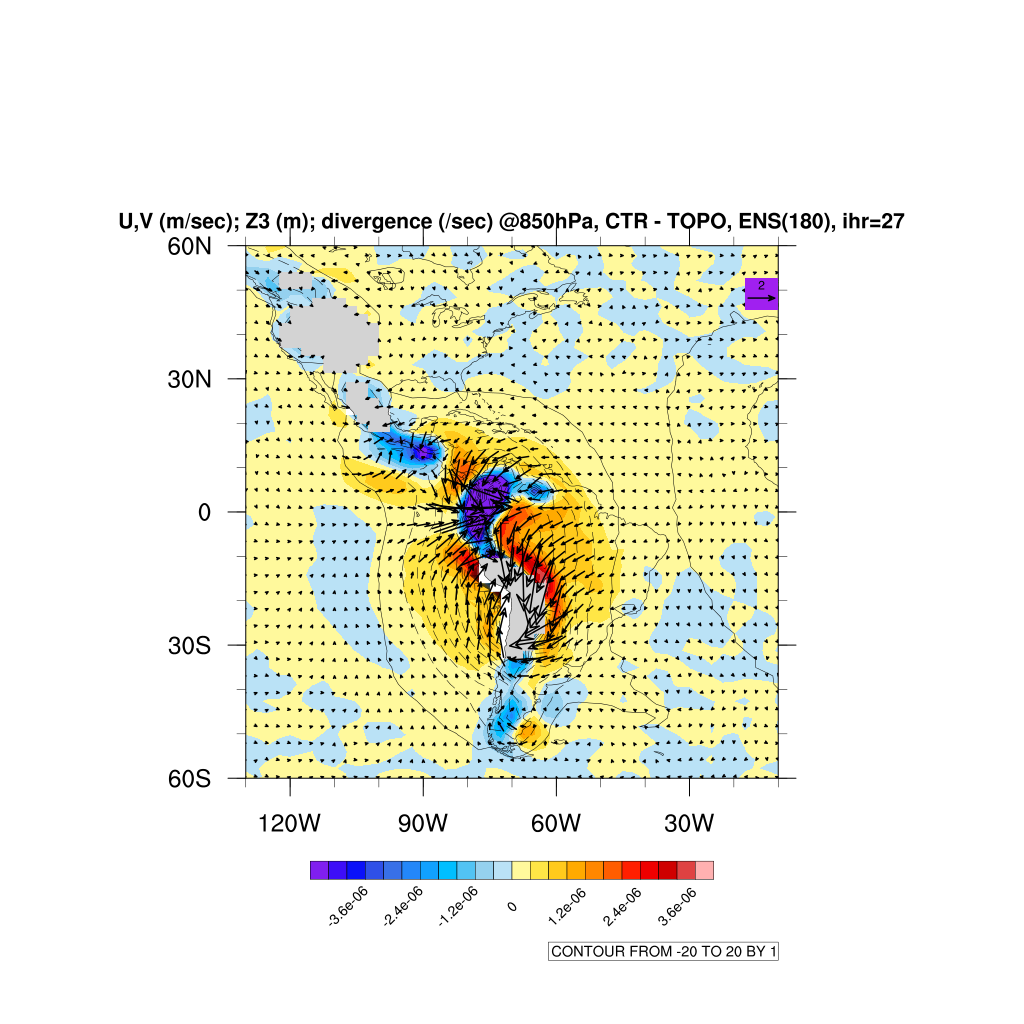 U,V (m/sec); Z3 (m); divergence (/sec) @850hPa, CTR - TOPO, ENS(180), ihr=27
60N
2
30N
0
30S
60S
120W 90W 60W 30W
-3.6e-06 -2.4e-06 -1.2e-06 0 1.2e-06 2.4e-06 3.6e-06
CONTOUR FROM -20 TO 20 BY 1